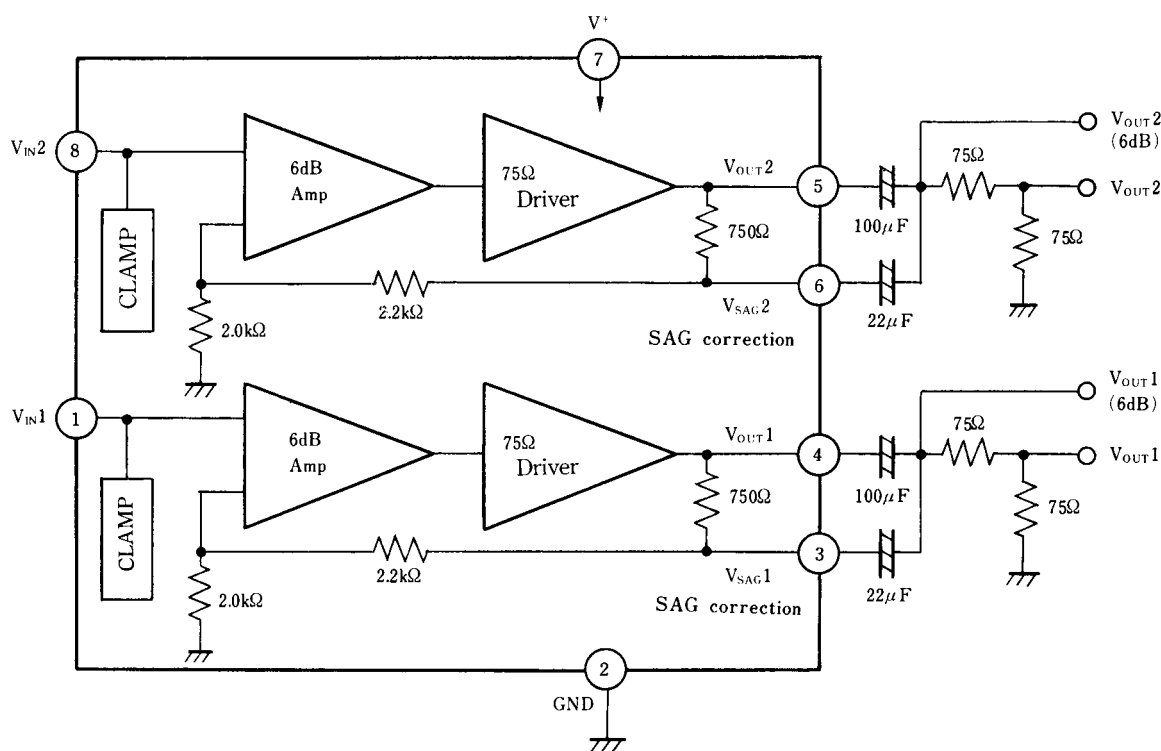 V+
7
VIN2
8
6dB
Amp
75Ω
Driver
VOUT2
5
100μF
75Ω
VOUT2
(6dB)
VOUT2
75Ω
CLAMP
750Ω
2.2kΩ
6
VSAG2
22μF
2.0kΩ
SAG correction
VIN1
1
6dB
Amp
75Ω
Driver
VOUT1
4
100μF
75Ω
VOUT1
(6dB)
VOUT1
75Ω
CLAMP
750Ω
2.2kΩ
3
VSAG1
22μF
2.0kΩ
SAG correction
2
GND